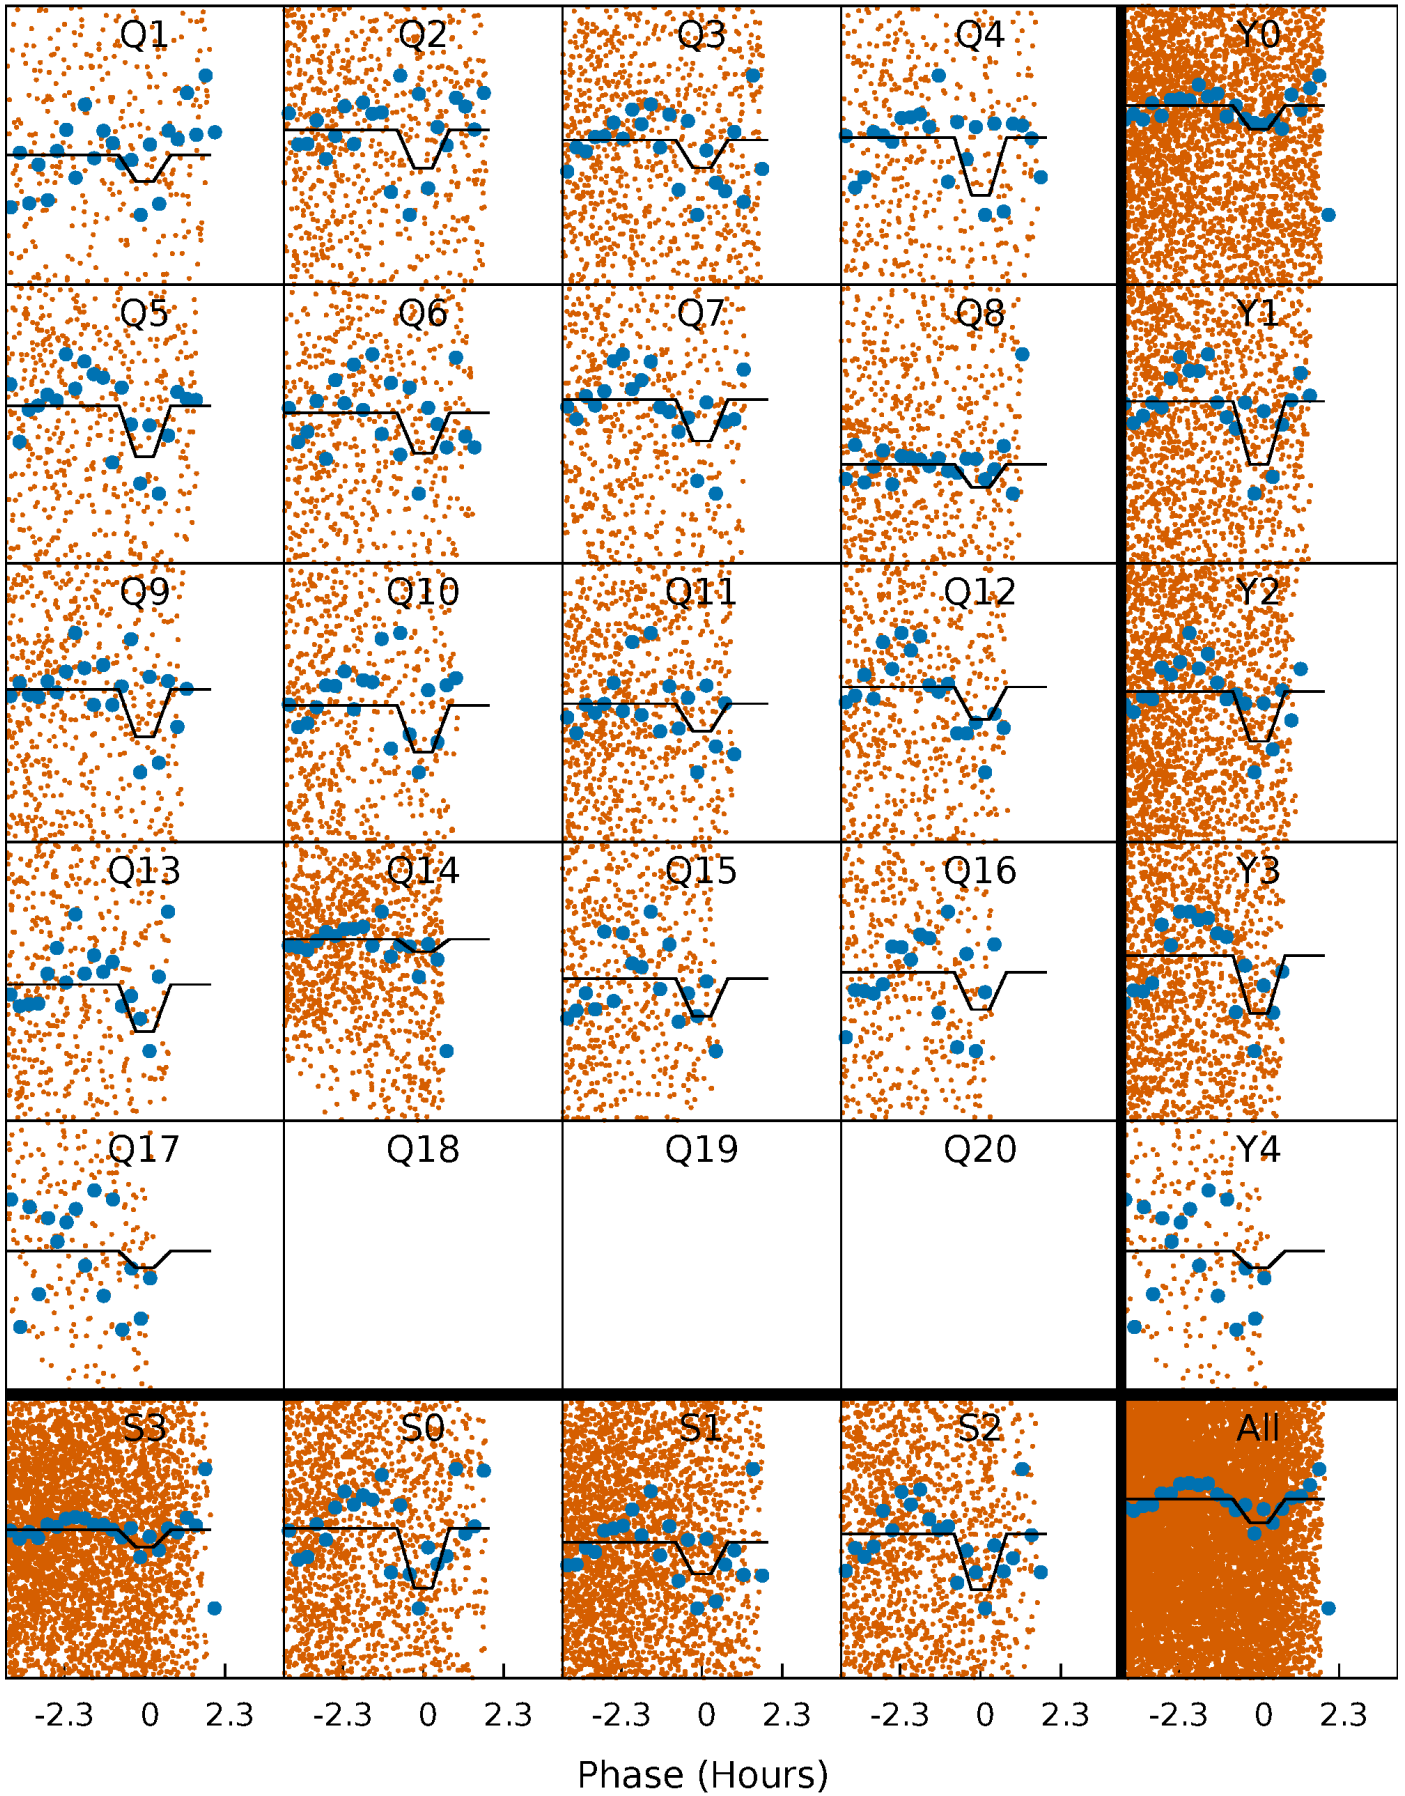 Q1 Q2 Q3 Q4 Y0
Q5 Q6 Q7 Q8 Y1
Q9 Q10 Q11 Q12 Y2
Q13 Q14 Q15 Q16 Y3
Q17 Q18 Q19 Q20 Y4
S3 S0 S1 S2 All
-2.3 0 2.3 -2.3 0 2.3 -2.3 0 2.3 -2.3 0 2.3 -2.3 0 2.3
Phase (Hours)